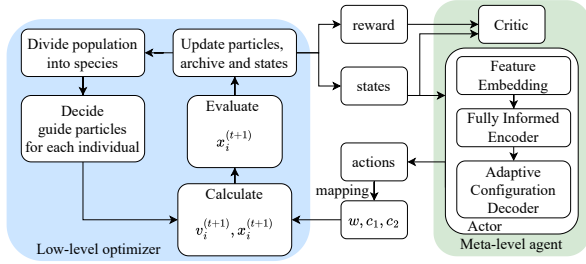 Divide population
into species
Update particles,
archive and states
reward
Critic
Decide
guide particles
for each individual
Evaluate
x_i^{(t+1)}
states
Feature
Embedding
Fully Informed
Encoder
Adaptive
Configuration
Decoder
Actor
actions
mapping
w, c_1, c_2
Calculate
v_i^{(t+1)}, x_i^{(t+1)}
Low-level optimizer
Meta-level agent